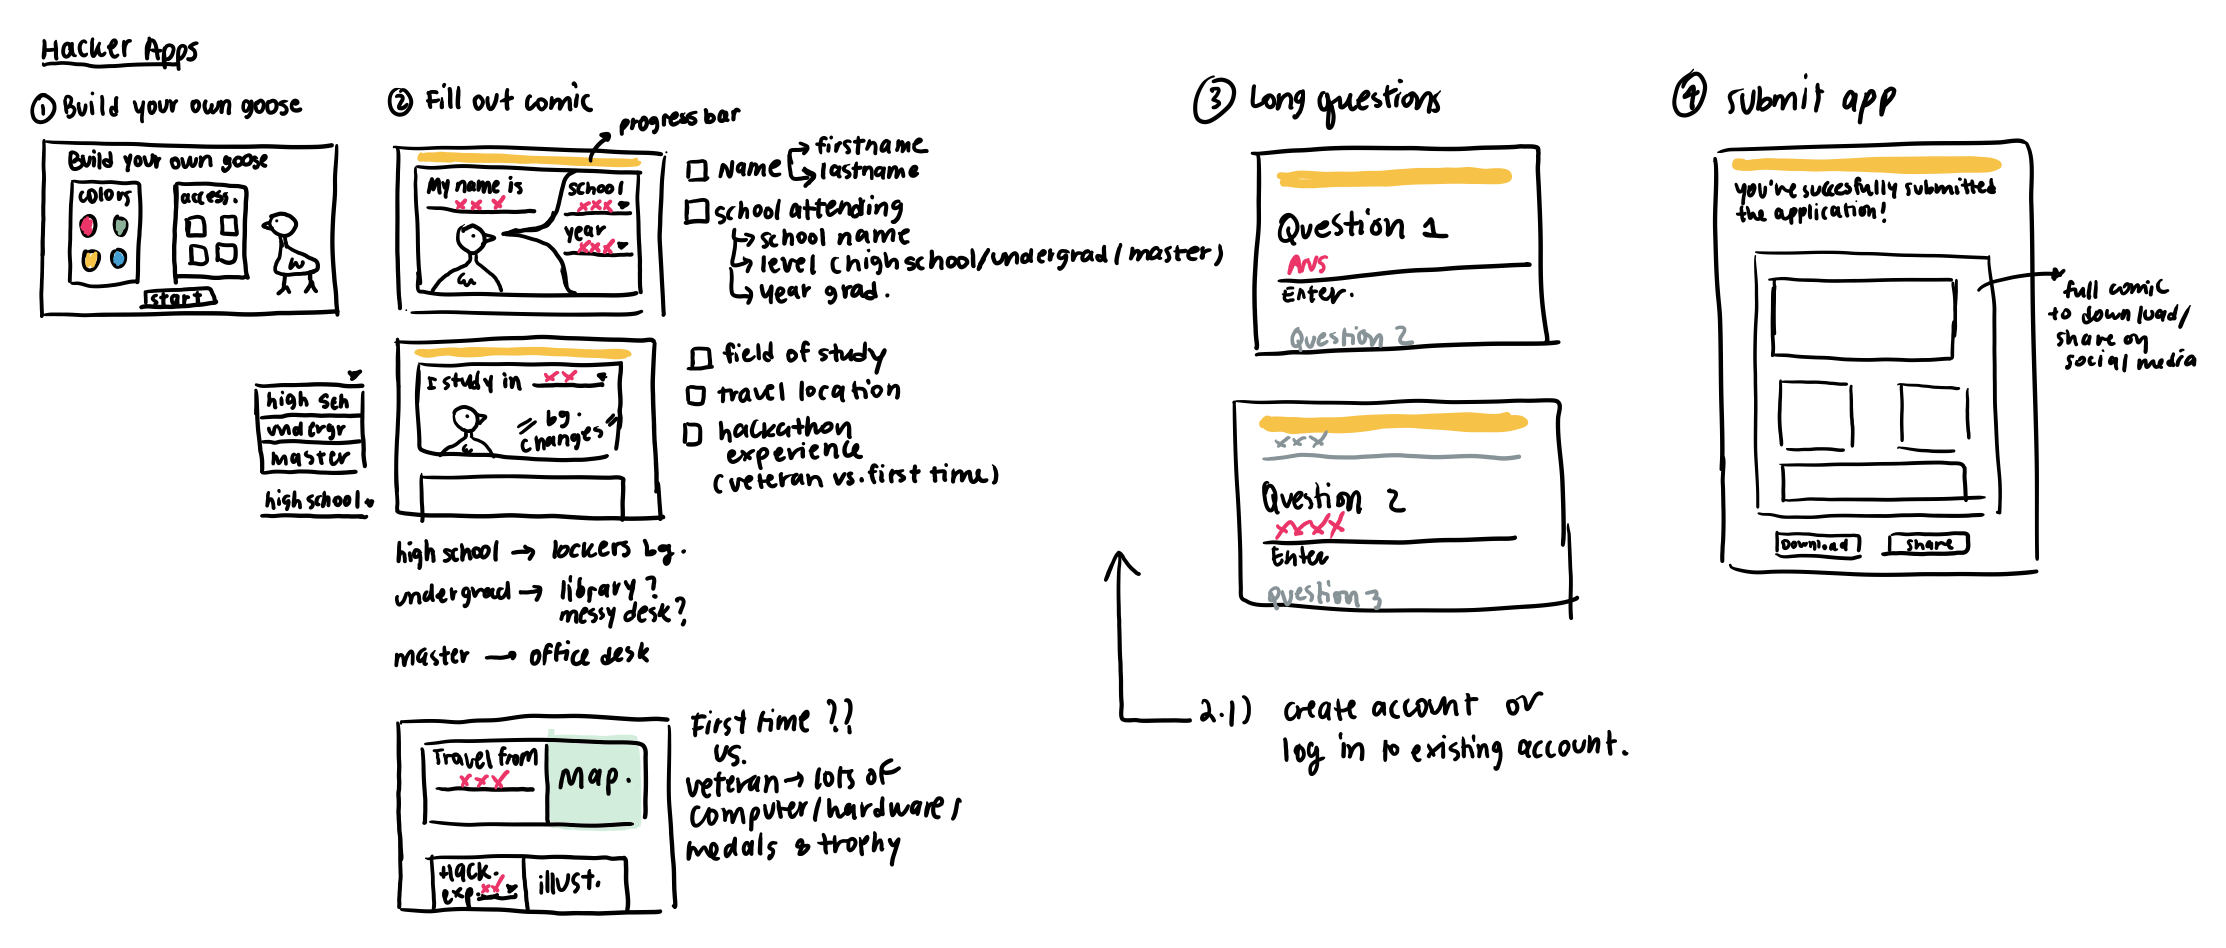 Hacker Apps
① Build your own goose
Build your own goose
colors
access.
start
② Fill out comic
progress bar
My name is
xx x
school
xxx
year
xxx
Name
firstname
lastname
school attending
school name
level (high school/undergrad/master)
year grad.
I study in xx
bg.
changes
high sch
undergr
master
high school
field of study
travel location
hackathon
experience
(veteran vs. first time)
high school → lockers bg.
undergrad → library?
messy desk?
master → office desk
Travel from
xxx
Map.
Hack.
exp. xx
illust.
First time ??
vs.
veteran → lots of
computer/hardware,
medals & trophy
③ Long questions
Question 1
Ans
Enter.
Question 2
xxx
Question 2
xxxx
Enter
Question 3
2.1) create account or
log in to existing account.
④ submit app
you've succesfully submitted
the application!
full comic
to download/
share on
social media
Download
Share